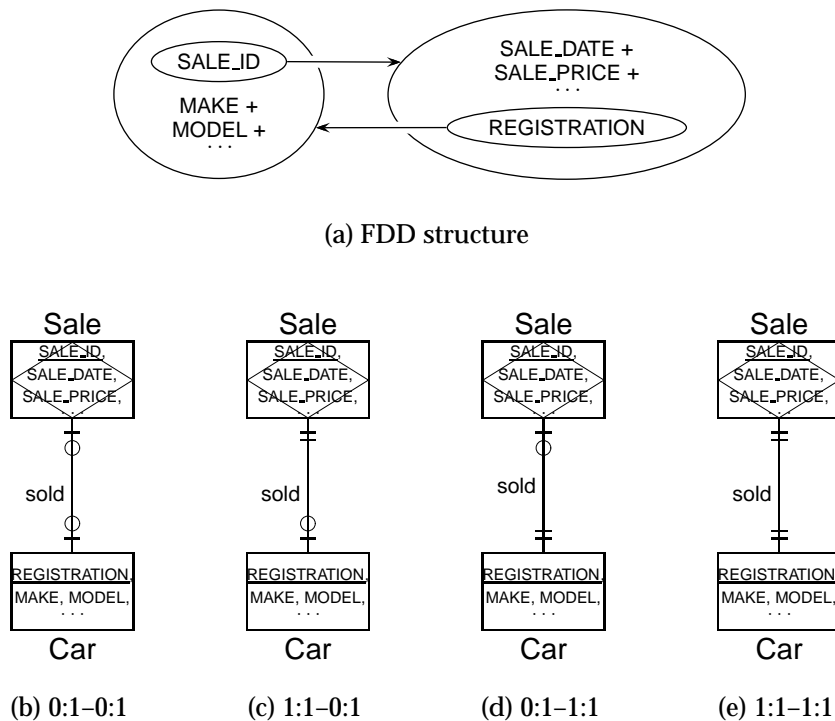 SALE_ID
SALE_DATE +
SALE_PRICE +
. . .
MAKE +
MODEL +
. . .
REGISTRATION
(a) FDD structure
Sale
SALE_ID,
SALE_DATE,
SALE_PRICE,
. . .
sold
REGISTRATION,
MAKE, MODEL,
. . .
Car
(b) 0:1–0:1
Sale
SALE_ID,
SALE_DATE,
SALE_PRICE,
. . .
sold
REGISTRATION,
MAKE, MODEL,
. . .
Car
(c) 1:1–0:1
Sale
SALE_ID,
SALE_DATE,
SALE_PRICE,
. . .
sold
REGISTRATION,
MAKE, MODEL,
. . .
Car
(d) 0:1–1:1
Sale
SALE_ID,
SALE_DATE,
SALE_PRICE,
. . .
sold
REGISTRATION,
MAKE, MODEL,
. . .
Car
(e) 1:1–1:1